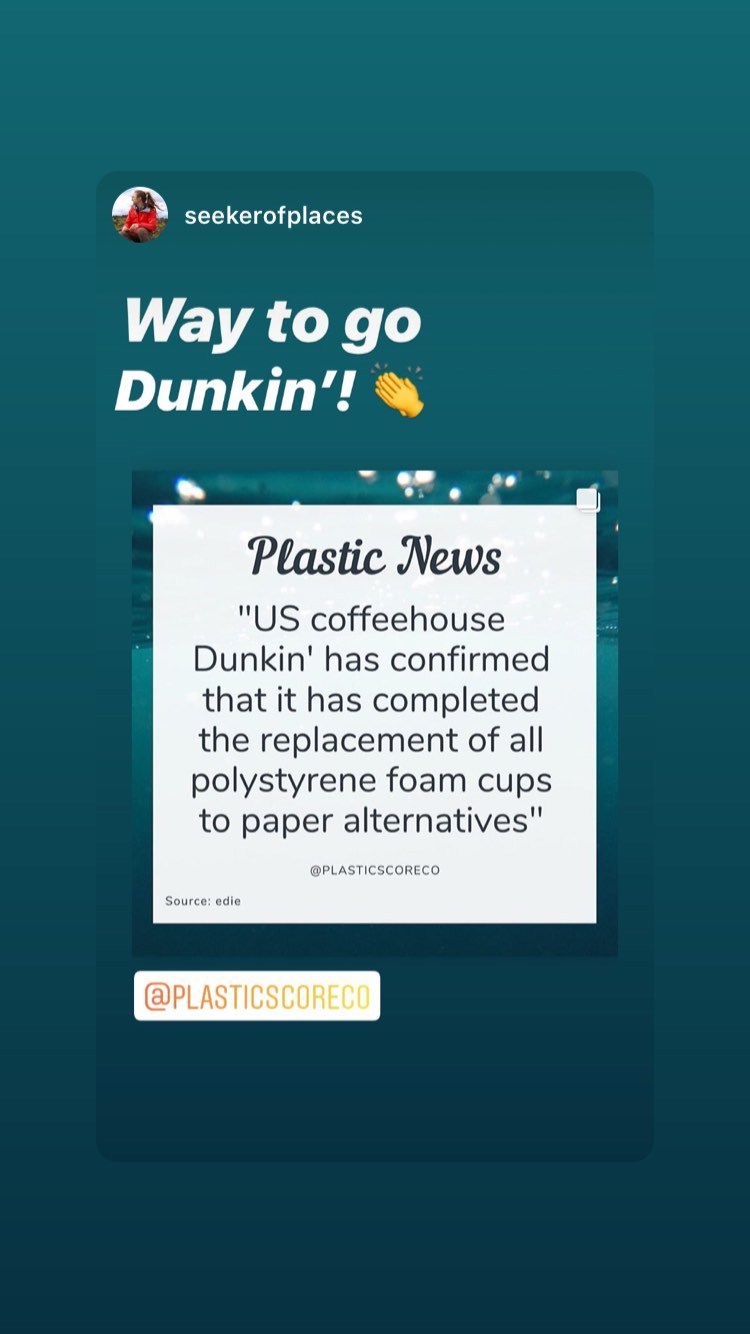 seekerofplaces
Way to go
Dunkin’! 👏
Plastic News
"US coffeehouse
Dunkin' has confirmed
that it has completed
the replacement of all
polystyrene foam cups
to paper alternatives"
@PLASTICSCORECO
Source: edie
@PLASTICSCORECO